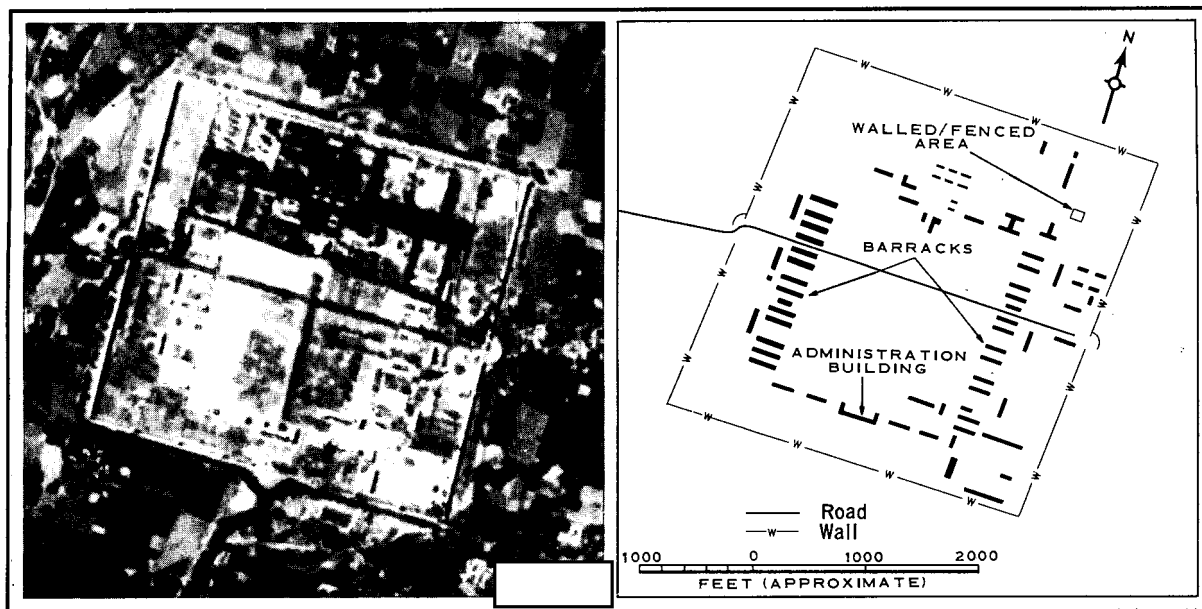 N
WALLED/FENCED
AREA
BARRACKS
ADMINISTRATION
BUILDING
Road
W Wall
1000 0 1000 2000
FEET (APPROXIMATE)
W W W
W W
W W
W W
W W
W W W W